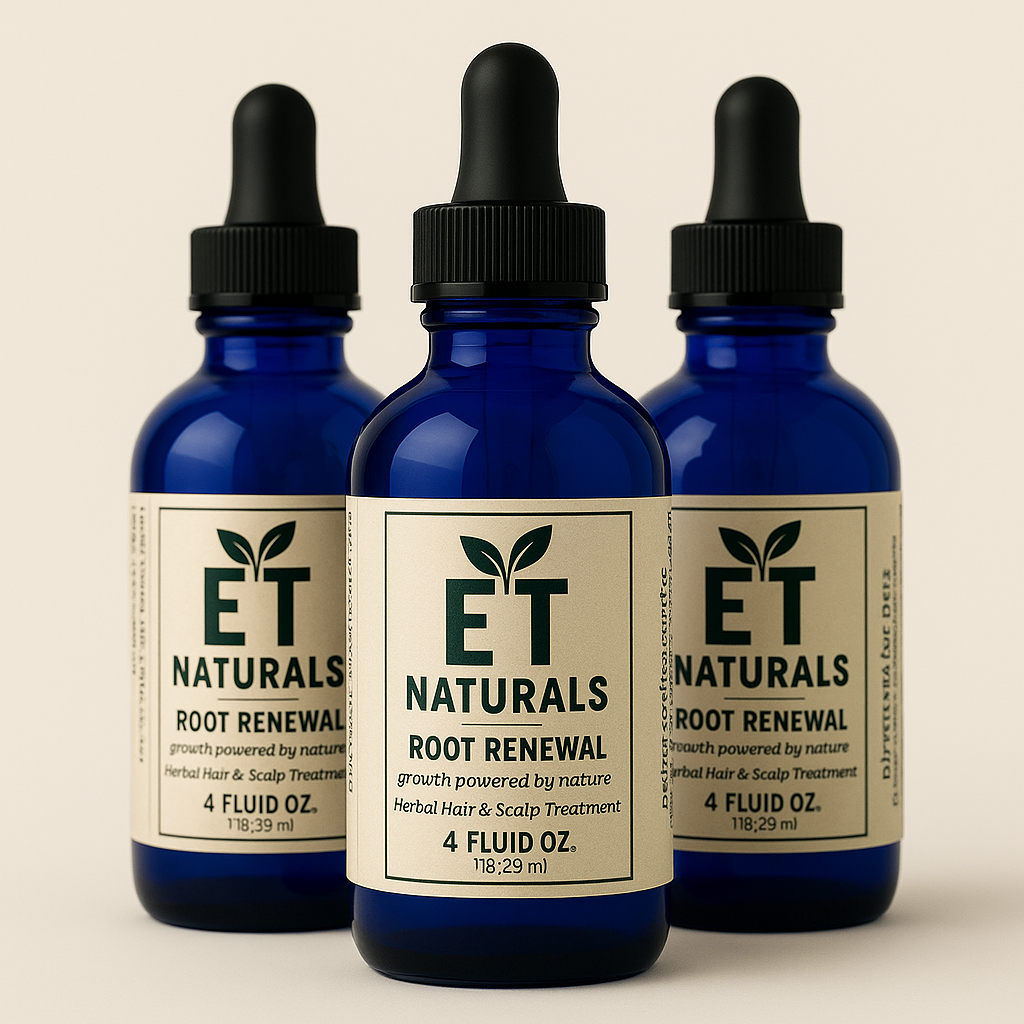 ET
NATURALS
ROOT RENEWAL
growth powered by nature
Herbal Hair & Scalp Treatmen
4 FLUID OZ.
118;39 ml)
ET
NATURALS
ROOT RENEWAL
growth powered by nature
Herbal Hair & Scalp Treatment
4 FLUID OZ.
118;29 ml)
ET
NATURALS
ROOT RENEWAL
growth powered by nature
Herbal Hair & Scalp Treatment
4 FLUID OZ.
118;29 ml)